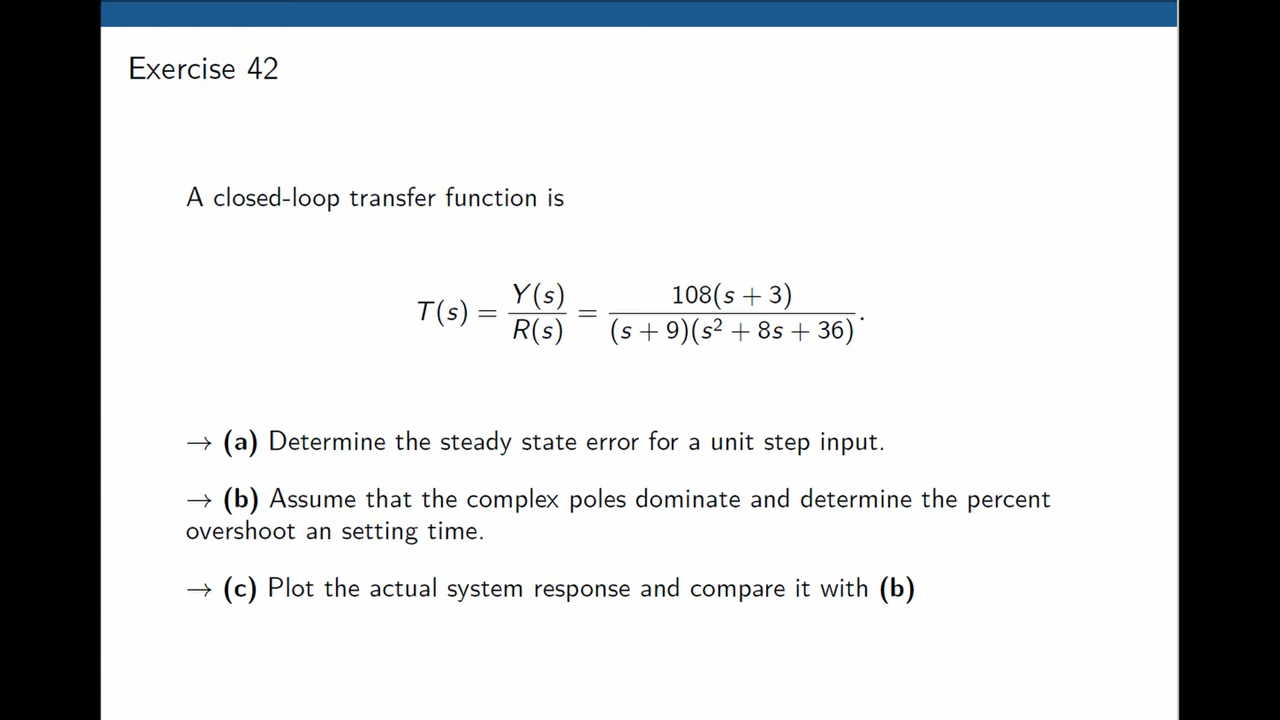 Exercise 42
A closed-loop transfer function is
T(s) = Y(s)/R(s) = 108(s + 3)/((s + 9)(s² + 8s + 36)).
→ (a) Determine the steady state error for a unit step input.
→ (b) Assume that the complex poles dominate and determine the percent
overshoot an setting time.
→ (c) Plot the actual system response and compare it with (b)